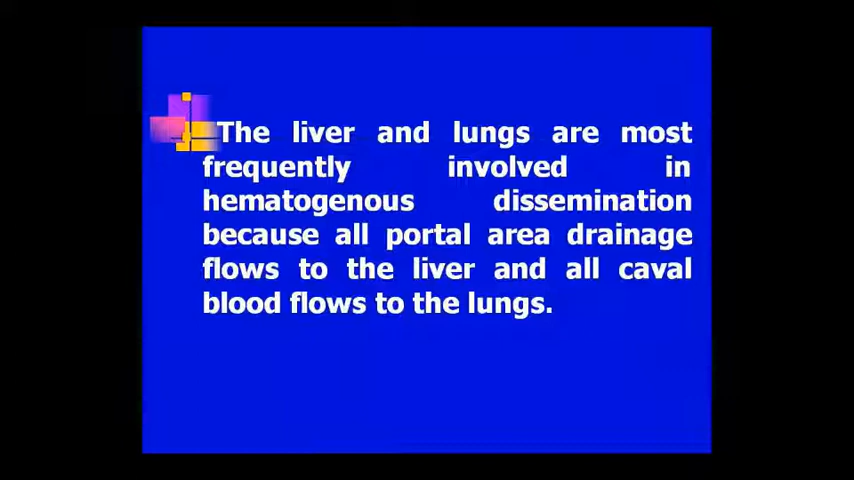 The liver and lungs are most
frequently involved in
hematogenous dissemination
because all portal area drainage
flows to the liver and all caval
blood flows to the lungs.